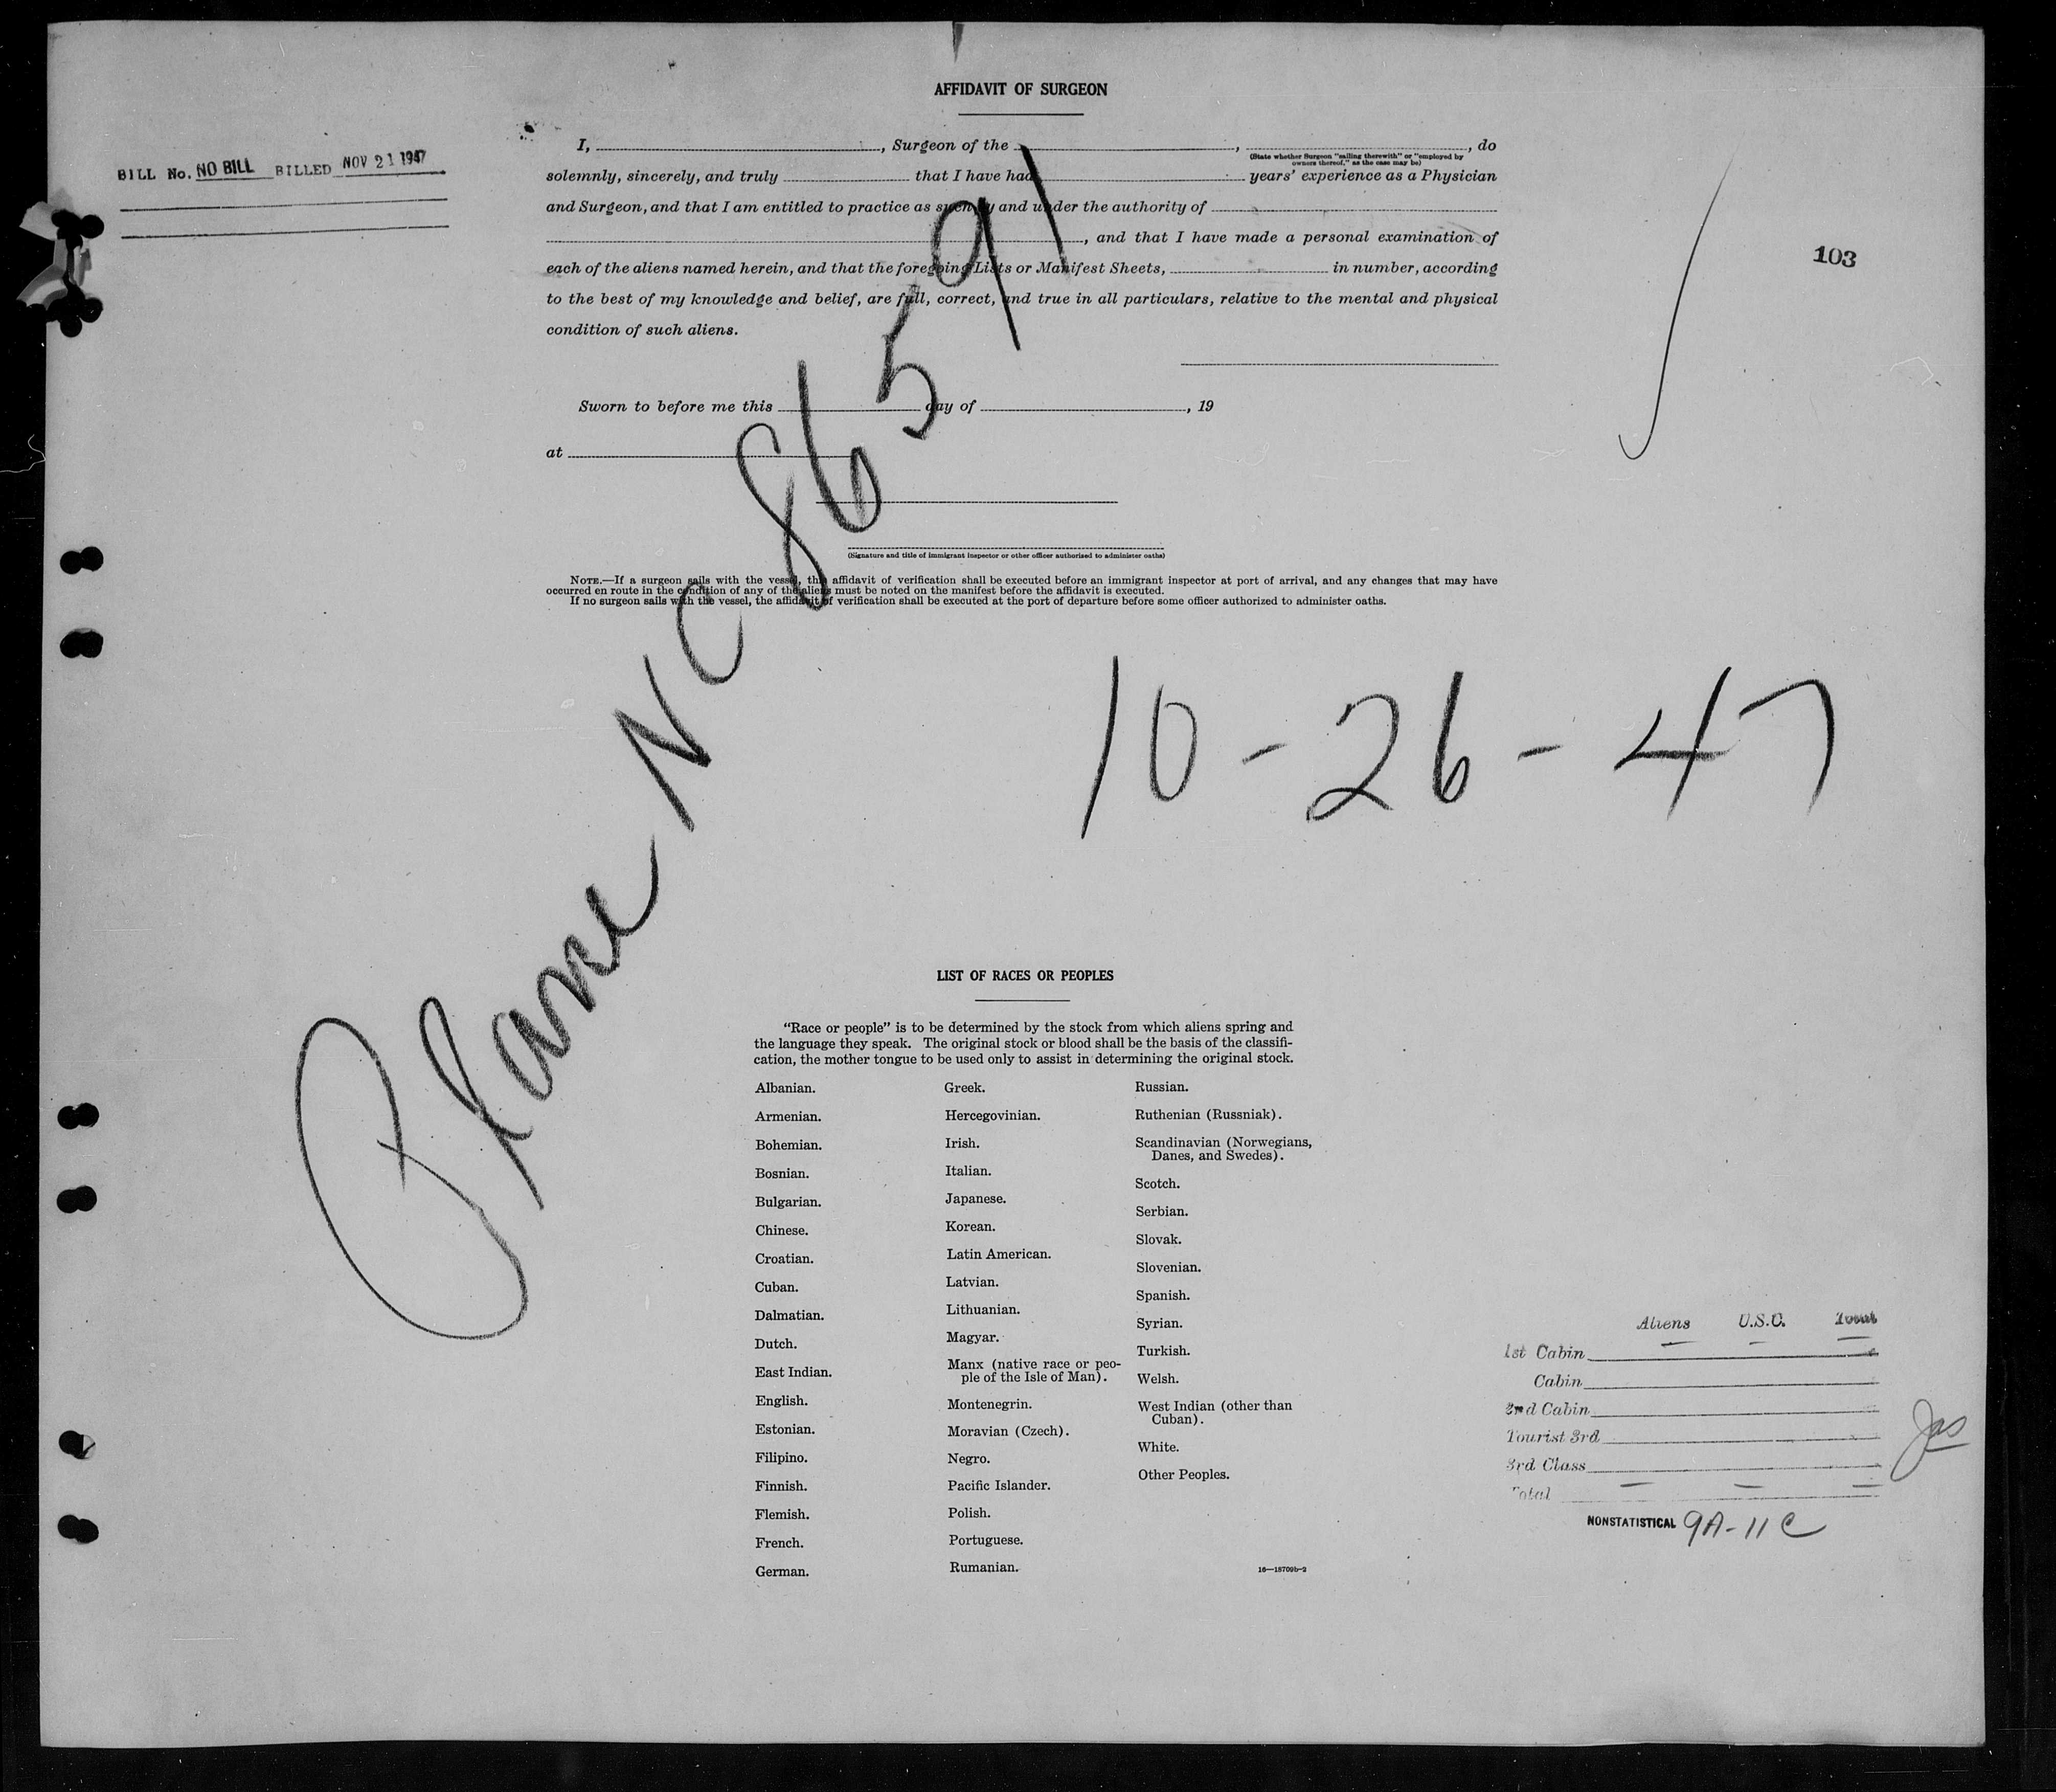 AFFIDAVIT OF SURGEON
BILL No. NO BILL BILLED NOV 21 1947
I, , Surgeon of the , , do
(State whether Surgeon "sailing therewith" or "employed by
owners thereof," as the case may be)
solemnly, sincerely, and truly that I have had years' experience as a Physician
and Surgeon, and that I am entitled to practice as such by and under the authority of
, and that I have made a personal examination of
each of the aliens named herein, and that the foregoing Lists or Manifest Sheets, in number, according
to the best of my knowledge and belief, are full, correct, and true in all particulars, relative to the mental and physical
condition of such aliens.
103
Sworn to before me this day of , 19
at
(Signature and title of immigrant inspector or other officer authorized to administer oaths)
NOTE.—If a surgeon sails with the vessel, this affidavit of verification shall be executed before an immigrant inspector at port of arrival, and any changes that may have
occurred en route in the condition of any of the aliens must be noted on the manifest before the affidavit is executed.
If no surgeon sails with the vessel, the affidavit of verification shall be executed at the port of departure before some officer authorized to administer oaths.
Plane NC 86591
10-26-47
LIST OF RACES OR PEOPLES
"Race or people" is to be determined by the stock from which aliens spring and
the language they speak. The original stock or blood shall be the basis of the classifi-
cation, the mother tongue to be used only to assist in determining the original stock.
Albanian.
Armenian.
Bohemian.
Bosnian.
Bulgarian.
Chinese.
Croatian.
Cuban.
Dalmatian.
Dutch.
East Indian.
English.
Estonian.
Filipino.
Finnish.
Flemish.
French.
German.
Greek.
Hercegovinian.
Irish.
Italian.
Japanese.
Korean.
Latin American.
Latvian.
Lithuanian.
Magyar.
Manx (native race or peo-
ple of the Isle of Man).
Montenegrin.
Moravian (Czech).
Negro.
Pacific Islander.
Polish.
Portuguese.
Rumanian.
Russian.
Ruthenian (Russniak).
Scandinavian (Norwegians,
Danes, and Swedes).
Scotch.
Serbian.
Slovak.
Slovenian.
Spanish.
Syrian.
Turkish.
Welsh.
West Indian (other than
Cuban).
White.
Other Peoples.
16—15709b-2
Aliens U.S.C. Total
1st Cabin
Cabin
2nd Cabin
Tourist 3rd
3rd Class
Total
NONSTATISTICAL 9A-11C